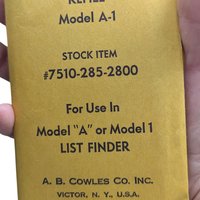 REFILL
Model A-1
STOCK ITEM
#7510-285-2800
For Use In
Model "A" or Model 1
LIST FINDER
A. B. COWLES CO. INC.
VICTOR, N. Y., U.S.A.